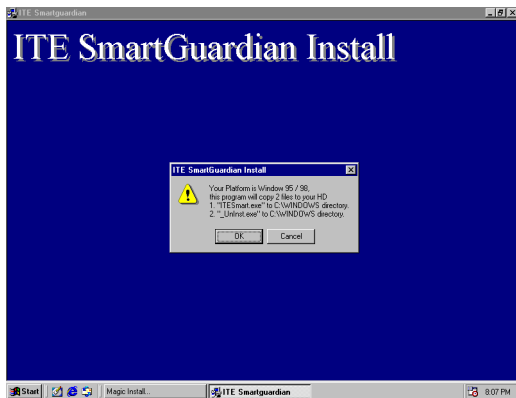 ITE Smartguardian
ITE SmartGuardian Install
ITE SmartGuardian Install
Your Platform is Window 95 / 98,
this program will copy 2 files to your HD
1. "ITESmart.exe" to C:\WINDOWS directory.
2. "_UnInst.exe" to C:\WINDOWS directory.
OK
Cancel
Start
Magic Install...
ITE Smartguardian
8:07 PM